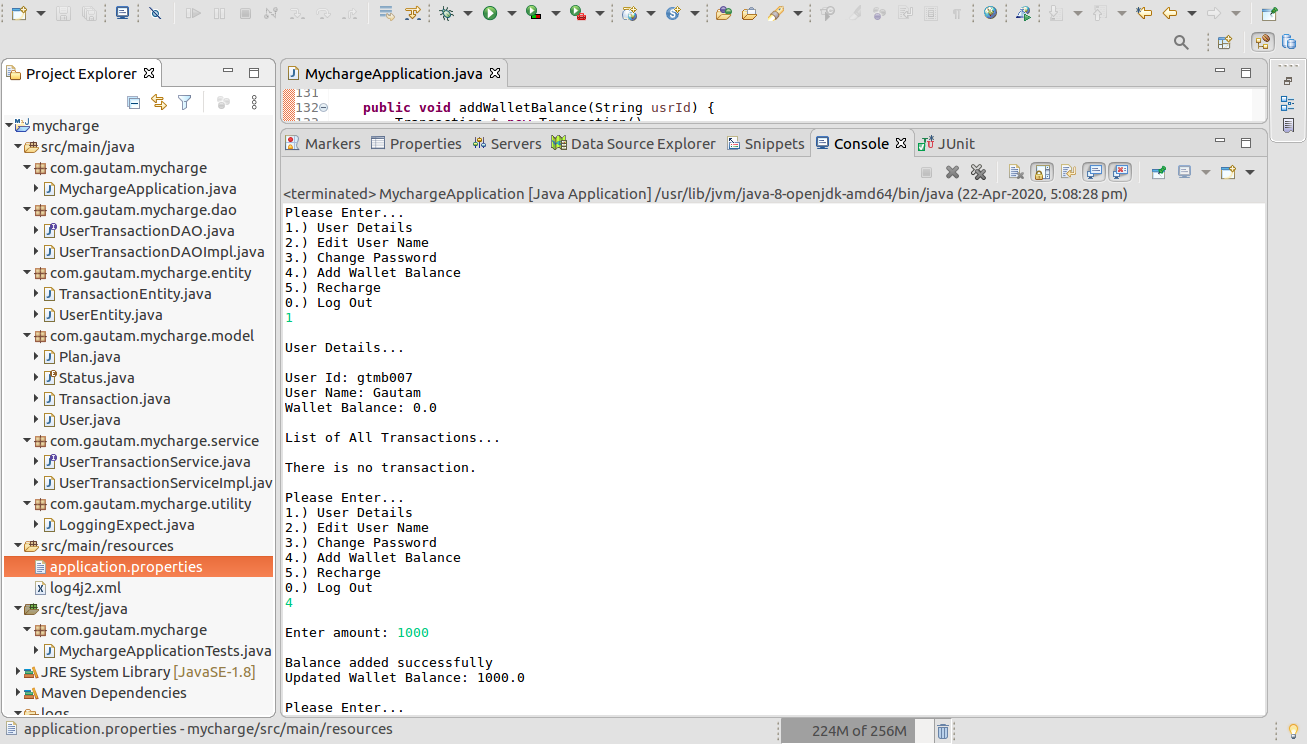 Project Explorer
mycharge
src/main/java
com.gautam.mycharge
MychargeApplication.java
com.gautam.mycharge.dao
UserTransactionDAO.java
UserTransactionDAOImpl.java
com.gautam.mycharge.entity
TransactionEntity.java
UserEntity.java
com.gautam.mycharge.model
Plan.java
Status.java
Transaction.java
User.java
com.gautam.mycharge.service
UserTransactionService.java
UserTransactionServiceImpl.jav
com.gautam.mycharge.utility
LoggingExpect.java
src/main/resources
application.properties
log4j2.xml
src/test/java
com.gautam.mycharge
MychargeApplicationTests.java
JRE System Library [JavaSE-1.8]
Maven Dependencies
logs
MychargeApplication.java
131
132 public void addWalletBalance(String usrId) {
133 Transaction t=new Transaction()
Markers Properties Servers Data Source Explorer Snippets Console JUnit
<terminated> MychargeApplication [Java Application] /usr/lib/jvm/java-8-openjdk-amd64/bin/java (22-Apr-2020, 5:08:28 pm)
Please Enter...
1.) User Details
2.) Edit User Name
3.) Change Password
4.) Add Wallet Balance
5.) Recharge
0.) Log Out
1
User Details...
User Id: gtmb007
User Name: Gautam
Wallet Balance: 0.0
List of All Transactions...
There is no transaction.
Please Enter...
1.) User Details
2.) Edit User Name
3.) Change Password
4.) Add Wallet Balance
5.) Recharge
0.) Log Out
4
Enter amount: 1000
Balance added successfully
Updated Wallet Balance: 1000.0
Please Enter...
application.properties - mycharge/src/main/resources
224M of 256M